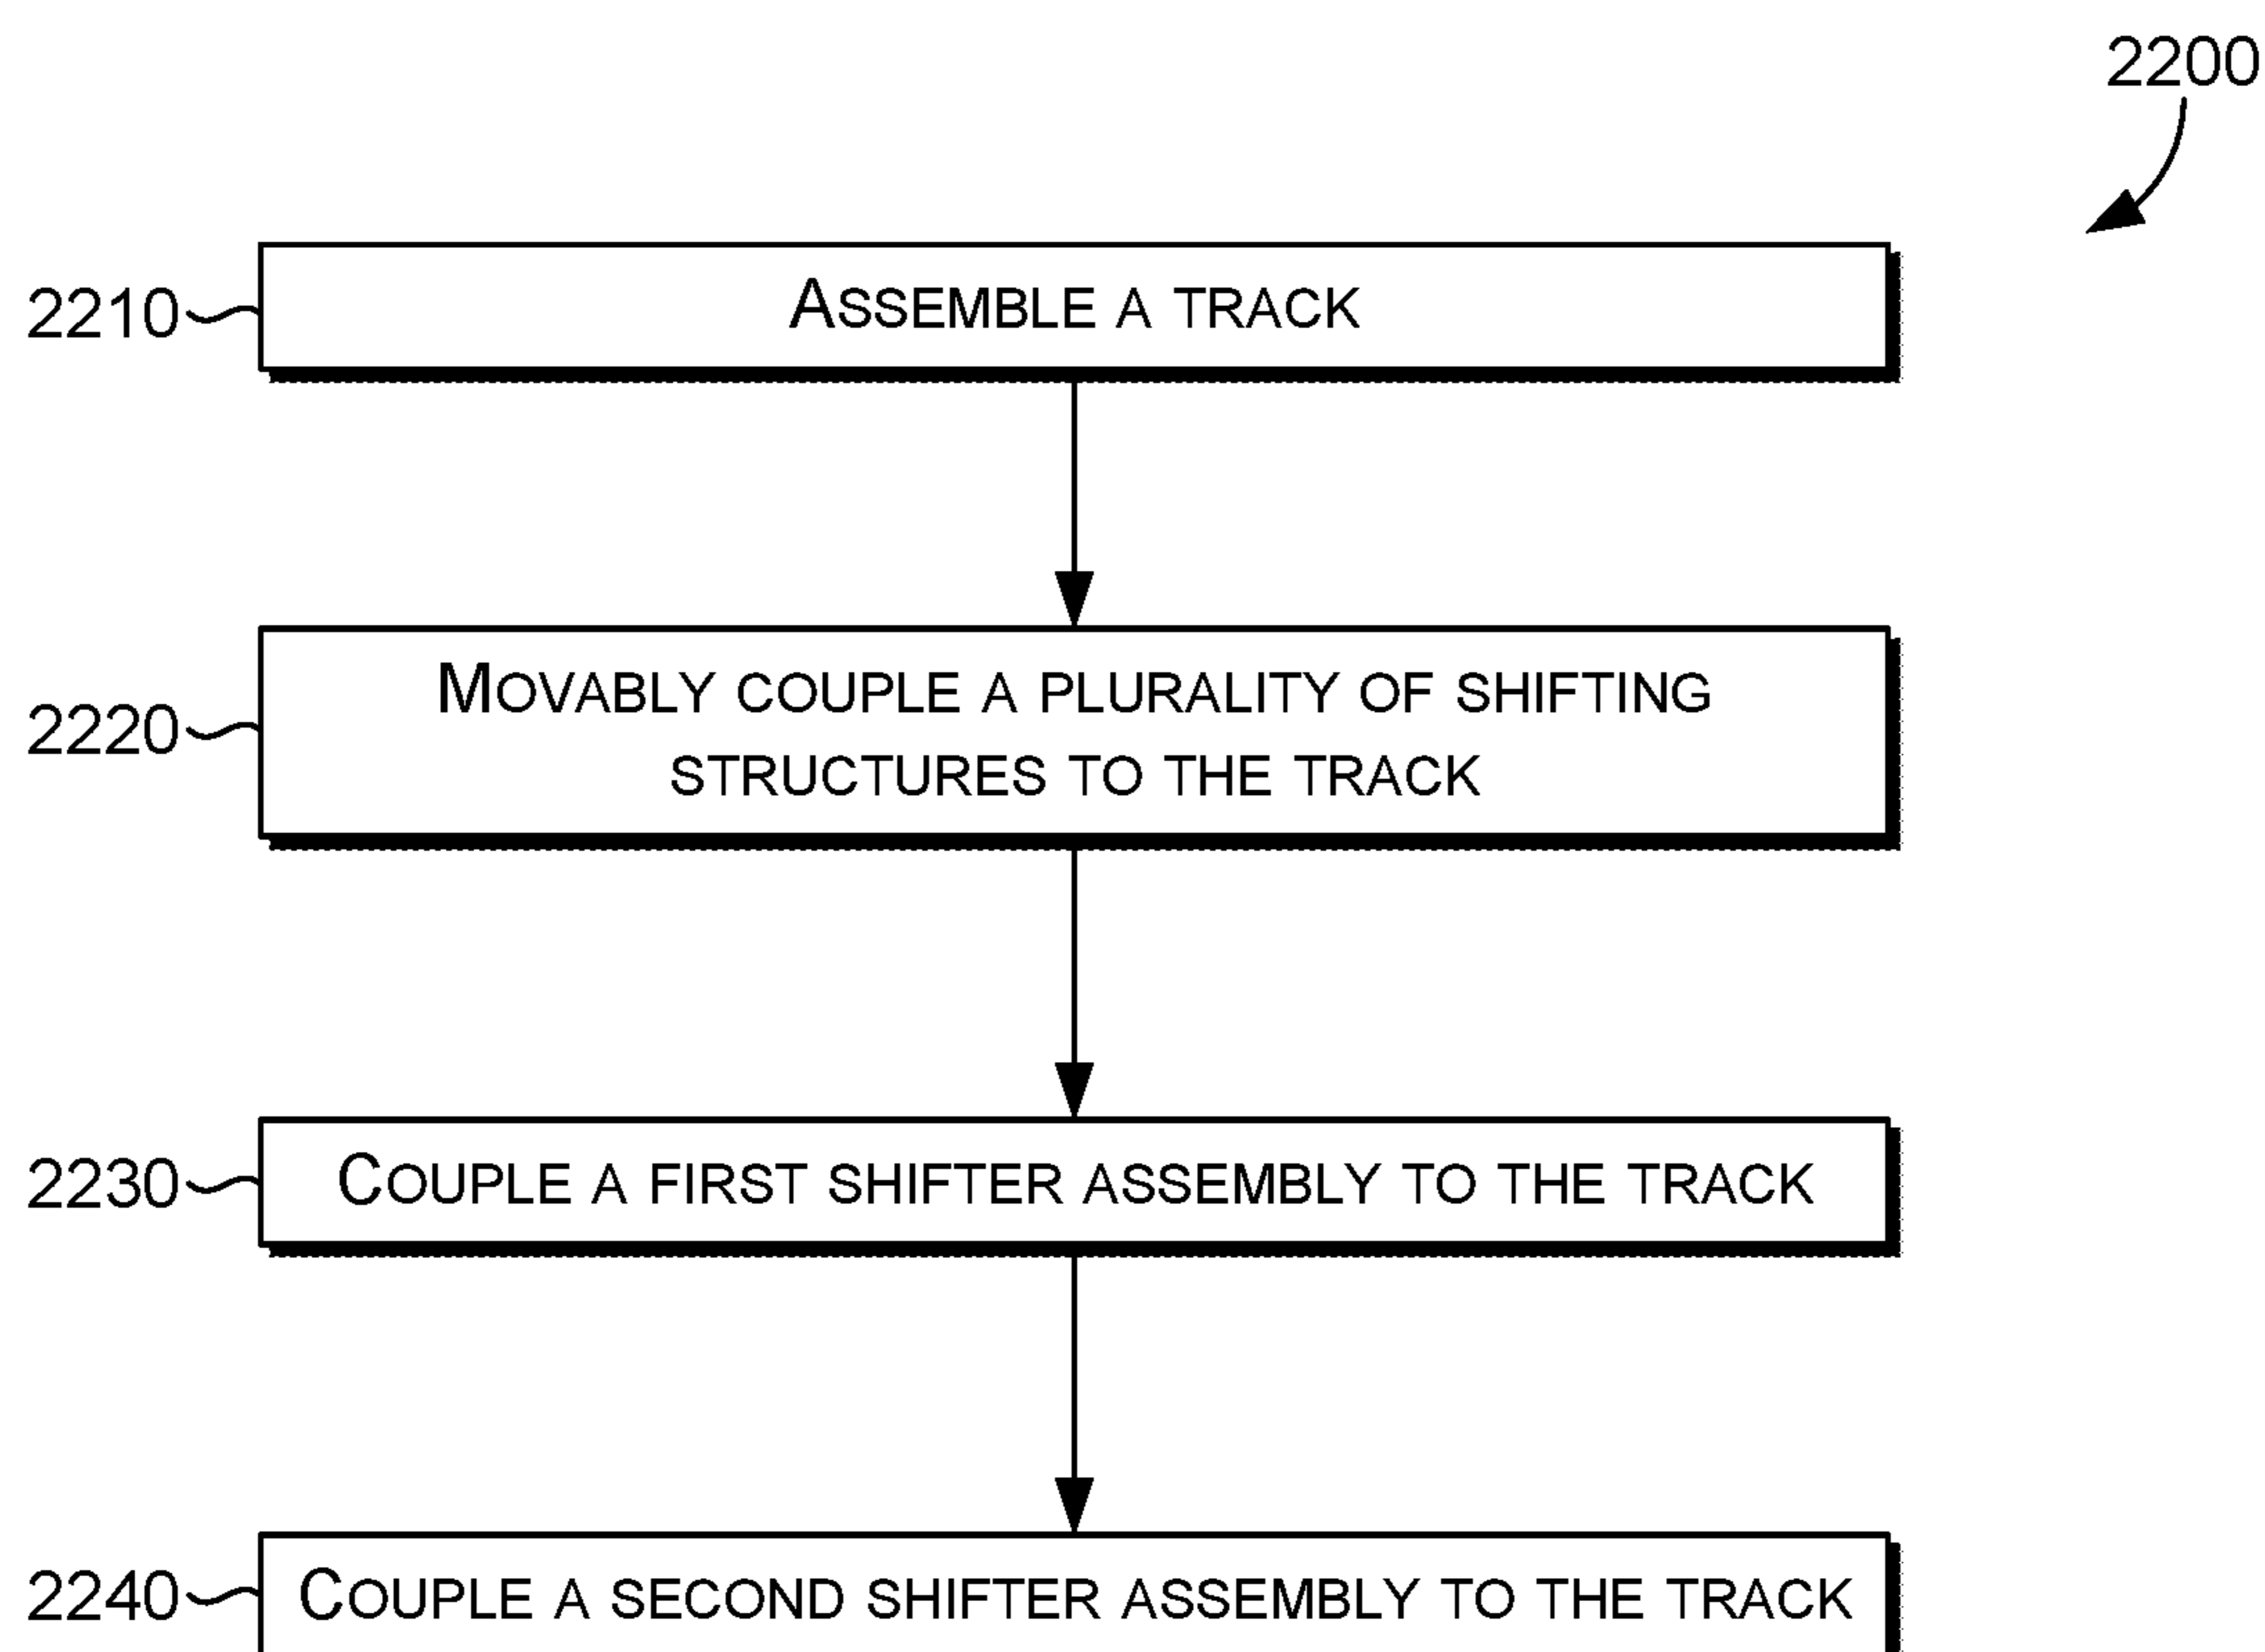 2200
2210
ASSEMBLE A TRACK
2220
MOVABLY COUPLE A PLURALITY OF SHIFTING
STRUCTURES TO THE TRACK
2230
COUPLE A FIRST SHIFTER ASSEMBLY TO THE TRACK
2240
COUPLE A SECOND SHIFTER ASSEMBLY TO THE TRACK